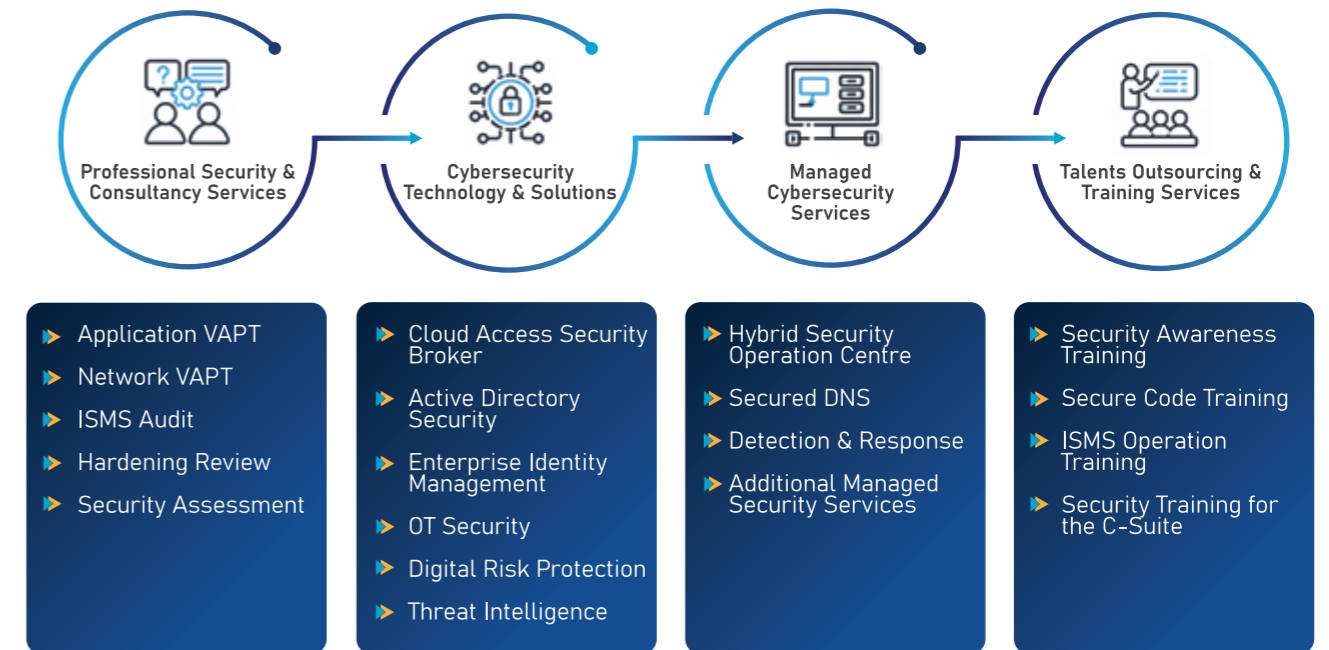 ?
Professional Security &
Consultancy Services
Cybersecurity
Technology & Solutions
Managed
Cybersecurity
Services
Talents Outsourcing &
Training Services
Application VAPT
Network VAPT
ISMS Audit
Hardening Review
Security Assessment
Cloud Access Security
Broker
Active Directory
Security
Enterprise Identity
Management
OT Security
Digital Risk Protection
Threat Intelligence
Hybrid Security
Operation Centre
Secured DNS
Detection & Response
Additional Managed
Security Services
Security Awareness
Training
Secure Code Training
ISMS Operation
Training
Security Training for
the C-Suite